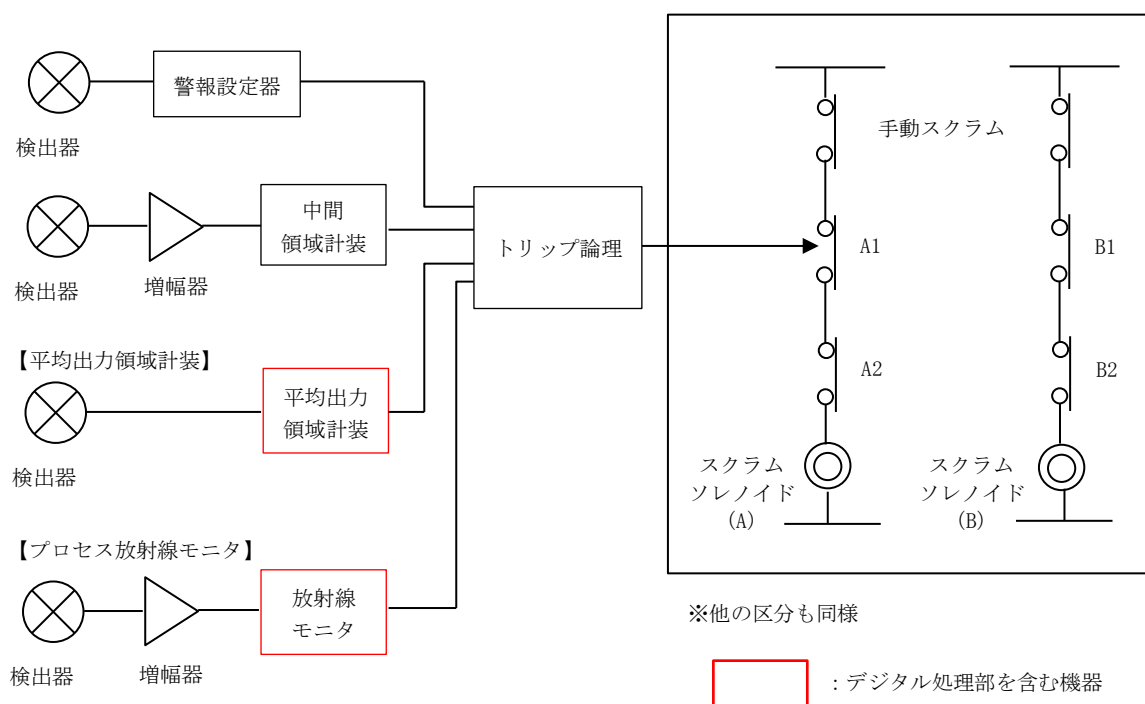 警報設定器
検出器
手動スクラム
中間
領域計装
検出器
増幅器
トリップ論理
A1
B1
【平均出力領域計装】
平均出力
領域計装
検出器
A2
B2
スクラム
ソレノイド
(A)
スクラム
ソレノイド
(B)
【プロセス放射線モニタ】
放射線
モニタ
検出器
増幅器
※他の区分も同様
：デジタル処理部を含む機器